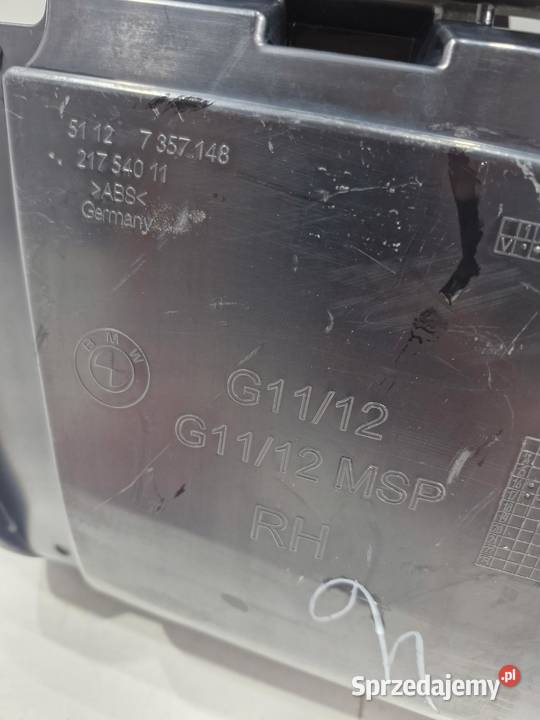 51 12 7 357 148
217 540 11
>ABS<
Germany
BMW
G11/12
G11/12 MSP
RH
Sprzedajemy.pl